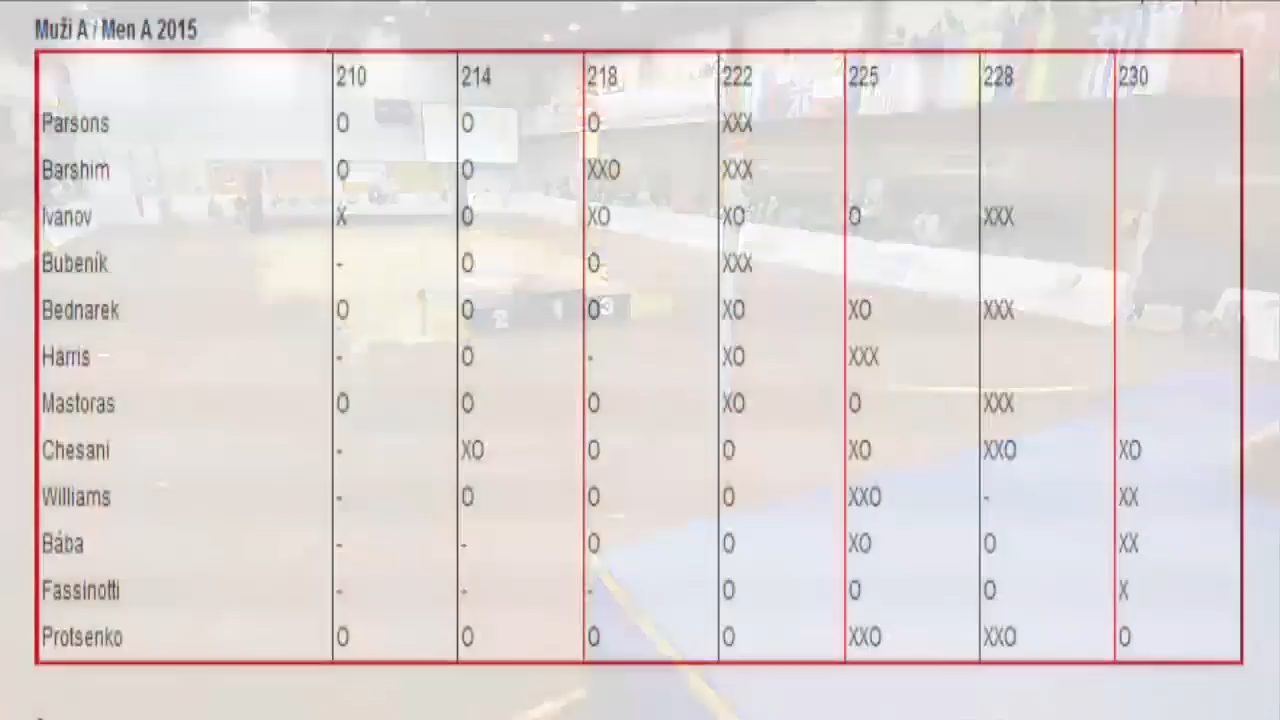 Muži A / Men A 2015
210 214 218 222 225 228 230
Parsons O O O XXX
Barshim O O XXO XXX
Ivanov X O XO XO O XXX
Bubeník - O O XXX
Bednarek O O O XO XO XXX
Harris - O - XO XXX
Mastoras O O O XO O XXX
Chesani - XO O O XO XXO XO
Williams - O O O XXO - XX
Bába - - O O XO O XX
Fassinotti - - - O O O X
Protsenko O O O O XXO XXO O